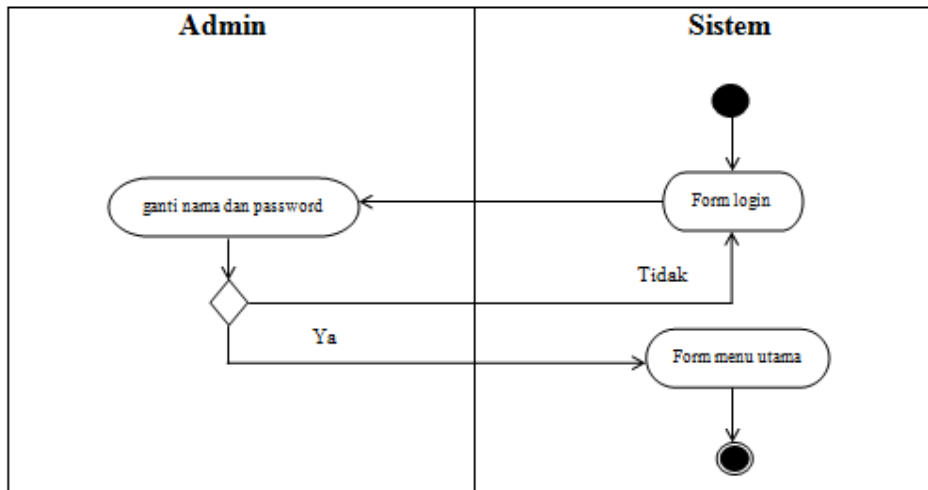 Admin
Sistem
Form login
ganti nama dan password
Tidak
Ya
Form menu utama